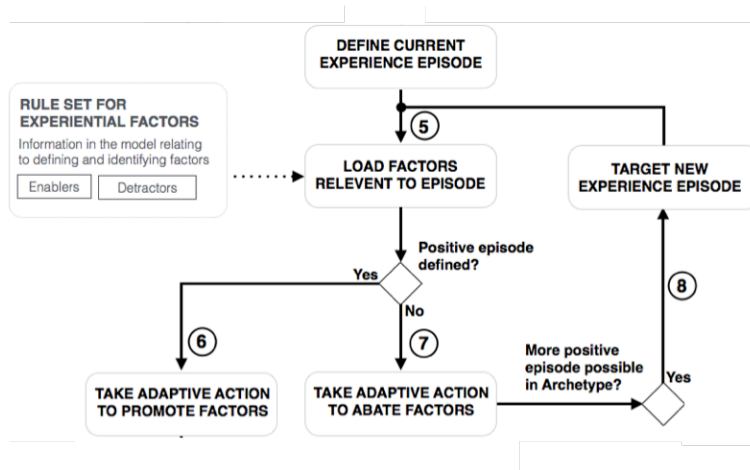 DEFINE CURRENT
EXPERIENCE EPISODE
RULE SET FOR
EXPERIENTIAL FACTORS
Information in the model relating
to defining and identifying factors
Enablers
Detractors
5
LOAD FACTORS
RELEVENT TO EPISODE
TARGET NEW
EXPERIENCE EPISODE
Positive episode
defined?
Yes
No
6
7
8
TAKE ADAPTIVE ACTION
TO PROMOTE FACTORS
TAKE ADAPTIVE ACTION
TO ABATE FACTORS
More positive
episode possible
in Archetype?
Yes